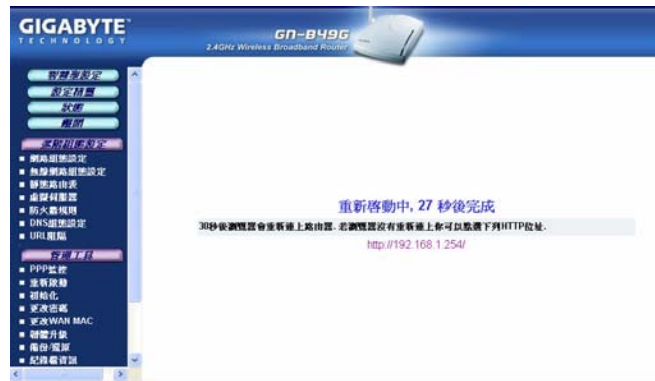 GIGABYTE
TECHNOLOGY
GN-B49G
2.4GHz Wireless Broadband Router
智慧型設定
設定精靈
狀態
離開
進階組態設定
網路組態設定
無線網路組態設定
靜態路由表
虛擬伺服器
防火牆規則
DNS組態設定
URL阻隔
管理工具
PPP監控
重新啟動
初始化
更改密碼
更改WAN MAC
韌體升級
備份/復原
紀錄檔資訊
重新啓動中, 27 秒後完成
30秒後瀏覽器會重新連上路由器. 若瀏覽器沒有重新連上你可以點選下列HTTP位址.
http://192.168.1.254/